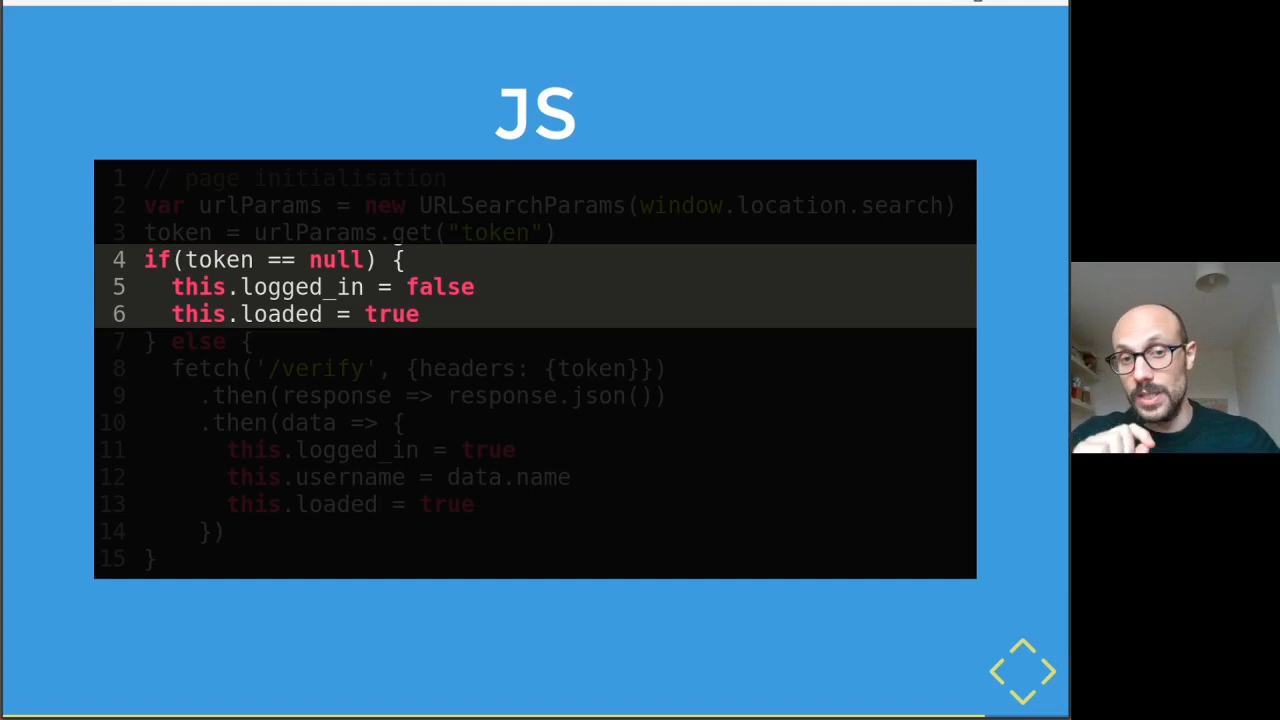 JS
1 // page initialisation
2 var urlParams = new URLSearchParams(window.location.search)
3 token = urlParams.get("token")
4 if(token == null) {
5   this.logged_in = false
6   this.loaded = true
7 } else {
8   fetch('/verify', {headers: {token}})
9     .then(response => response.json())
10     .then(data => {
11       this.logged_in = true
12       this.username = data.name
13       this.loaded = true
14     })
15 }